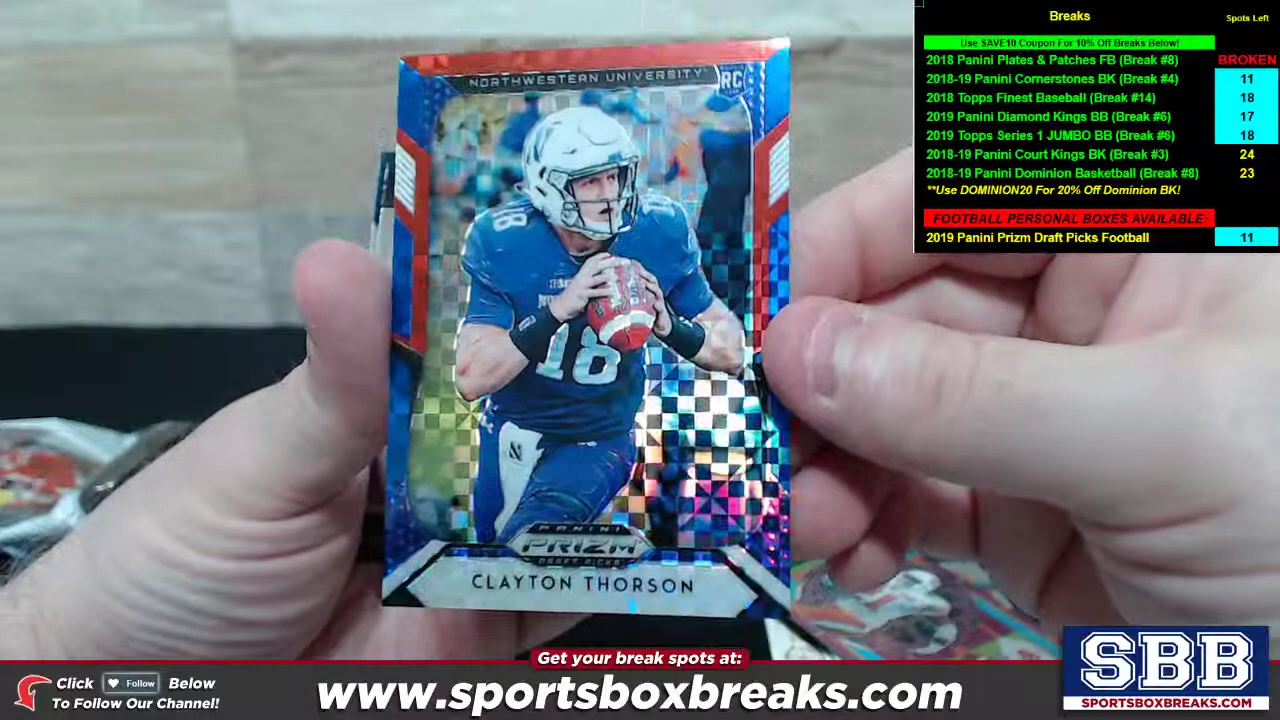 Breaks
Spots Left
Use SAVE10 Coupon For 10% Off Breaks Below!
2018 Panini Plates & Patches FB (Break #8) BROKEN
2018-19 Panini Cornerstones BK (Break #4) 11
2018 Topps Finest Baseball (Break #14) 18
2019 Panini Diamond Kings BB (Break #6) 17
2019 Topps Series 1 JUMBO BB (Break #6) 18
2018-19 Panini Court Kings BK (Break #3) 24
2018-19 Panini Dominion Basketball (Break #8) 23
**Use DOMINION20 For 20% Off Dominion BK!
FOOTBALL PERSONAL BOXES AVAILABLE:
2019 Panini Prizm Draft Picks Football 11
NORTHWESTERN UNIVERSITY
RC
18
18
PANINI
PRIZM
DRAFT PICKS
CLAYTON THORSON
Get your break spots at:
Click Follow Below
To Follow Our Channel!
www.sportsboxbreaks.com
SBB
SPORTSBOXBREAKS.COM